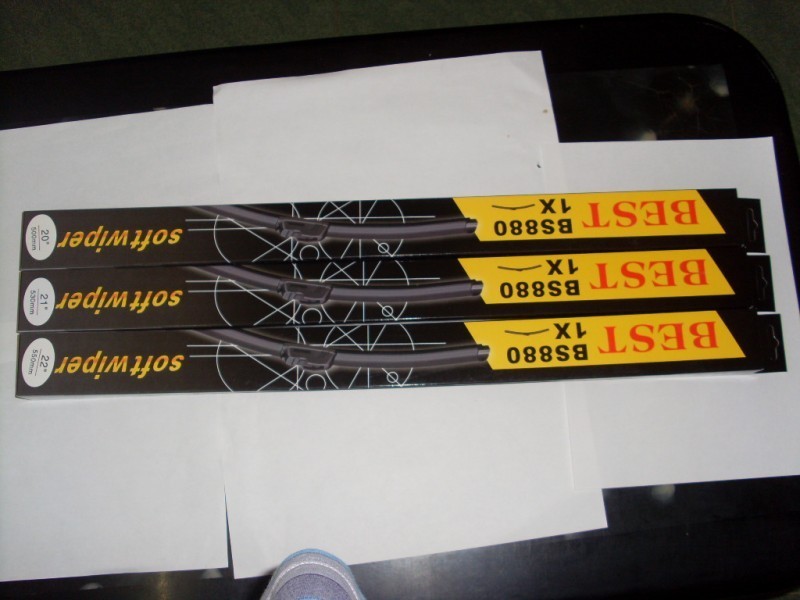 BEST
BS880
1X
softwiper
20"
500mm
BEST
BS880
1X
softwiper
21"
530mm
BEST
BS880
1X
softwiper
22"
550mm